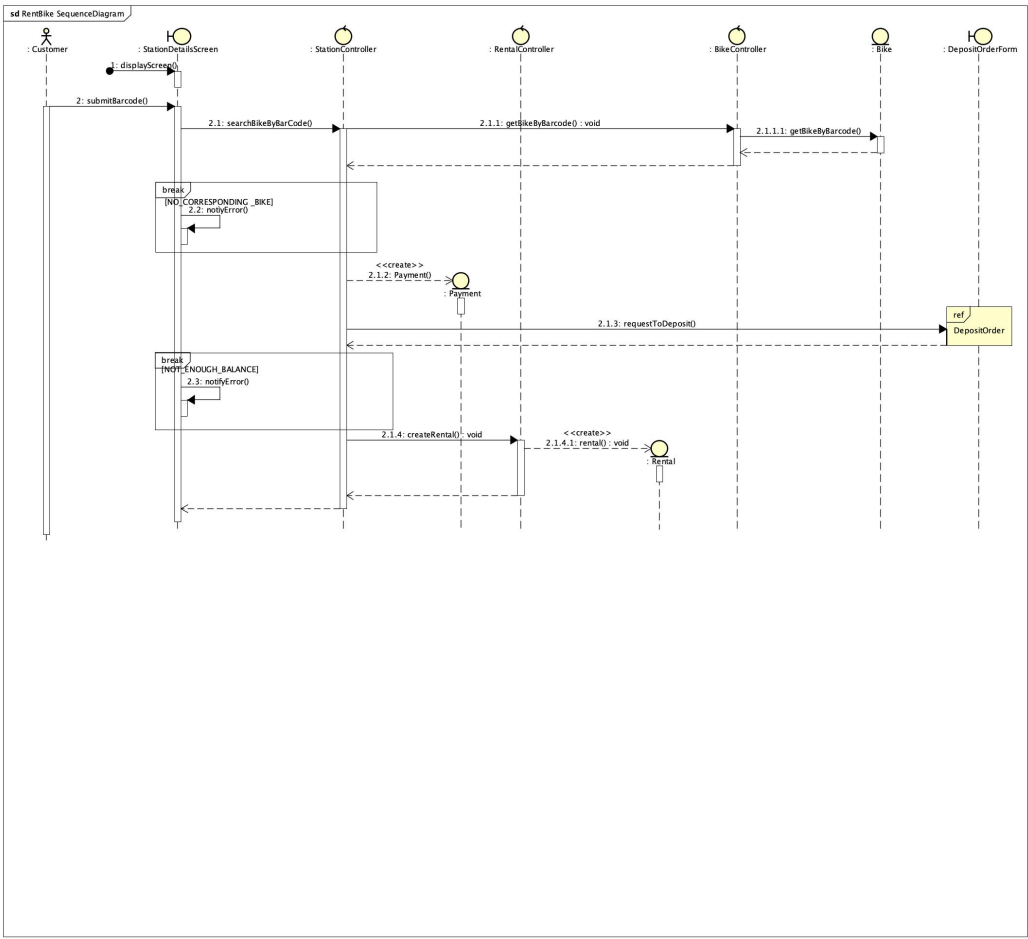 sd RentBike SequenceDiagram
: Customer
: StationDetailsScreen
: StationController
: RentalController
: BikeController
: Bike
: DepositOrderForm
1: displayScreen()
2: submitBarcode()
2.1: searchBikeByBarCode()
2.1.1: getBikeByBarcode() : void
2.1.1.1: getBikeByBarcode()
break
[NO_CORRESPONDING _BIKE]
2.2: notiyError()
<<create>>
2.1.2: Payment()
: Payment
ref
2.1.3: requestToDeposit()
DepositOrder
break
[NOT_ENOUGH_BALANCE]
2.3: notifyError()
2.1.4: createRental() : void
<<create>>
2.1.4.1: rental() : void
: Rental